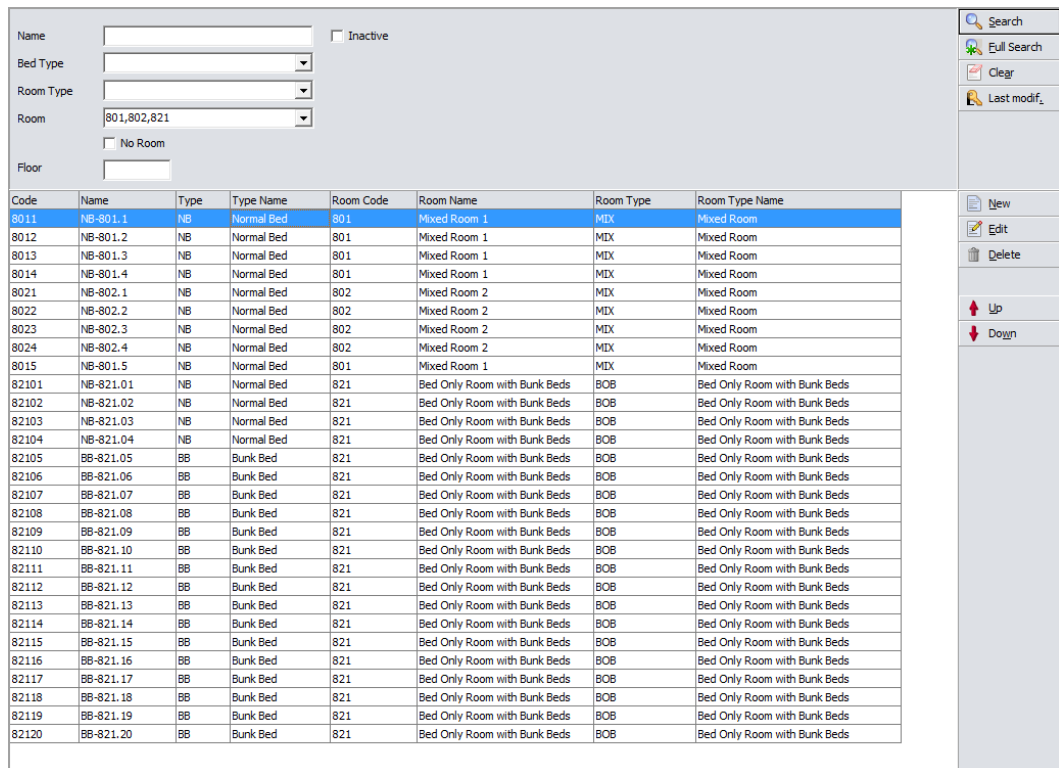 Name Inactive
Bed Type
Room Type
Room 801,802,821
No Room
Floor
Search
Full Search
Clear
Last modif.
Code Name Type Type Name Room Code Room Name Room Type Room Type Name
8011 NB-801.1 NB Normal Bed 801 Mixed Room 1 MIX Mixed Room
8012 NB-801.2 NB Normal Bed 801 Mixed Room 1 MIX Mixed Room
8013 NB-801.3 NB Normal Bed 801 Mixed Room 1 MIX Mixed Room
8014 NB-801.4 NB Normal Bed 801 Mixed Room 1 MIX Mixed Room
8021 NB-802.1 NB Normal Bed 802 Mixed Room 2 MIX Mixed Room
8022 NB-802.2 NB Normal Bed 802 Mixed Room 2 MIX Mixed Room
8023 NB-802.3 NB Normal Bed 802 Mixed Room 2 MIX Mixed Room
8024 NB-802.4 NB Normal Bed 802 Mixed Room 2 MIX Mixed Room
8015 NB-801.5 NB Normal Bed 801 Mixed Room 1 MIX Mixed Room
82101 NB-821.01 NB Normal Bed 821 Bed Only Room with Bunk Beds BOB Bed Only Room with Bunk Beds
82102 NB-821.02 NB Normal Bed 821 Bed Only Room with Bunk Beds BOB Bed Only Room with Bunk Beds
82103 NB-821.03 NB Normal Bed 821 Bed Only Room with Bunk Beds BOB Bed Only Room with Bunk Beds
82104 NB-821.04 NB Normal Bed 821 Bed Only Room with Bunk Beds BOB Bed Only Room with Bunk Beds
82105 BB-821.05 BB Bunk Bed 821 Bed Only Room with Bunk Beds BOB Bed Only Room with Bunk Beds
82106 BB-821.06 BB Bunk Bed 821 Bed Only Room with Bunk Beds BOB Bed Only Room with Bunk Beds
82107 BB-821.07 BB Bunk Bed 821 Bed Only Room with Bunk Beds BOB Bed Only Room with Bunk Beds
82108 BB-821.08 BB Bunk Bed 821 Bed Only Room with Bunk Beds BOB Bed Only Room with Bunk Beds
82109 BB-821.09 BB Bunk Bed 821 Bed Only Room with Bunk Beds BOB Bed Only Room with Bunk Beds
82110 BB-821.10 BB Bunk Bed 821 Bed Only Room with Bunk Beds BOB Bed Only Room with Bunk Beds
82111 BB-821.11 BB Bunk Bed 821 Bed Only Room with Bunk Beds BOB Bed Only Room with Bunk Beds
82112 BB-821.12 BB Bunk Bed 821 Bed Only Room with Bunk Beds BOB Bed Only Room with Bunk Beds
82113 BB-821.13 BB Bunk Bed 821 Bed Only Room with Bunk Beds BOB Bed Only Room with Bunk Beds
82114 BB-821.14 BB Bunk Bed 821 Bed Only Room with Bunk Beds BOB Bed Only Room with Bunk Beds
82115 BB-821.15 BB Bunk Bed 821 Bed Only Room with Bunk Beds BOB Bed Only Room with Bunk Beds
82116 BB-821.16 BB Bunk Bed 821 Bed Only Room with Bunk Beds BOB Bed Only Room with Bunk Beds
82117 BB-821.17 BB Bunk Bed 821 Bed Only Room with Bunk Beds BOB Bed Only Room with Bunk Beds
82118 BB-821.18 BB Bunk Bed 821 Bed Only Room with Bunk Beds BOB Bed Only Room with Bunk Beds
82119 BB-821.19 BB Bunk Bed 821 Bed Only Room with Bunk Beds BOB Bed Only Room with Bunk Beds
82120 BB-821.20 BB Bunk Bed 821 Bed Only Room with Bunk Beds BOB Bed Only Room with Bunk Beds
New
Edit
Delete
Up
Down